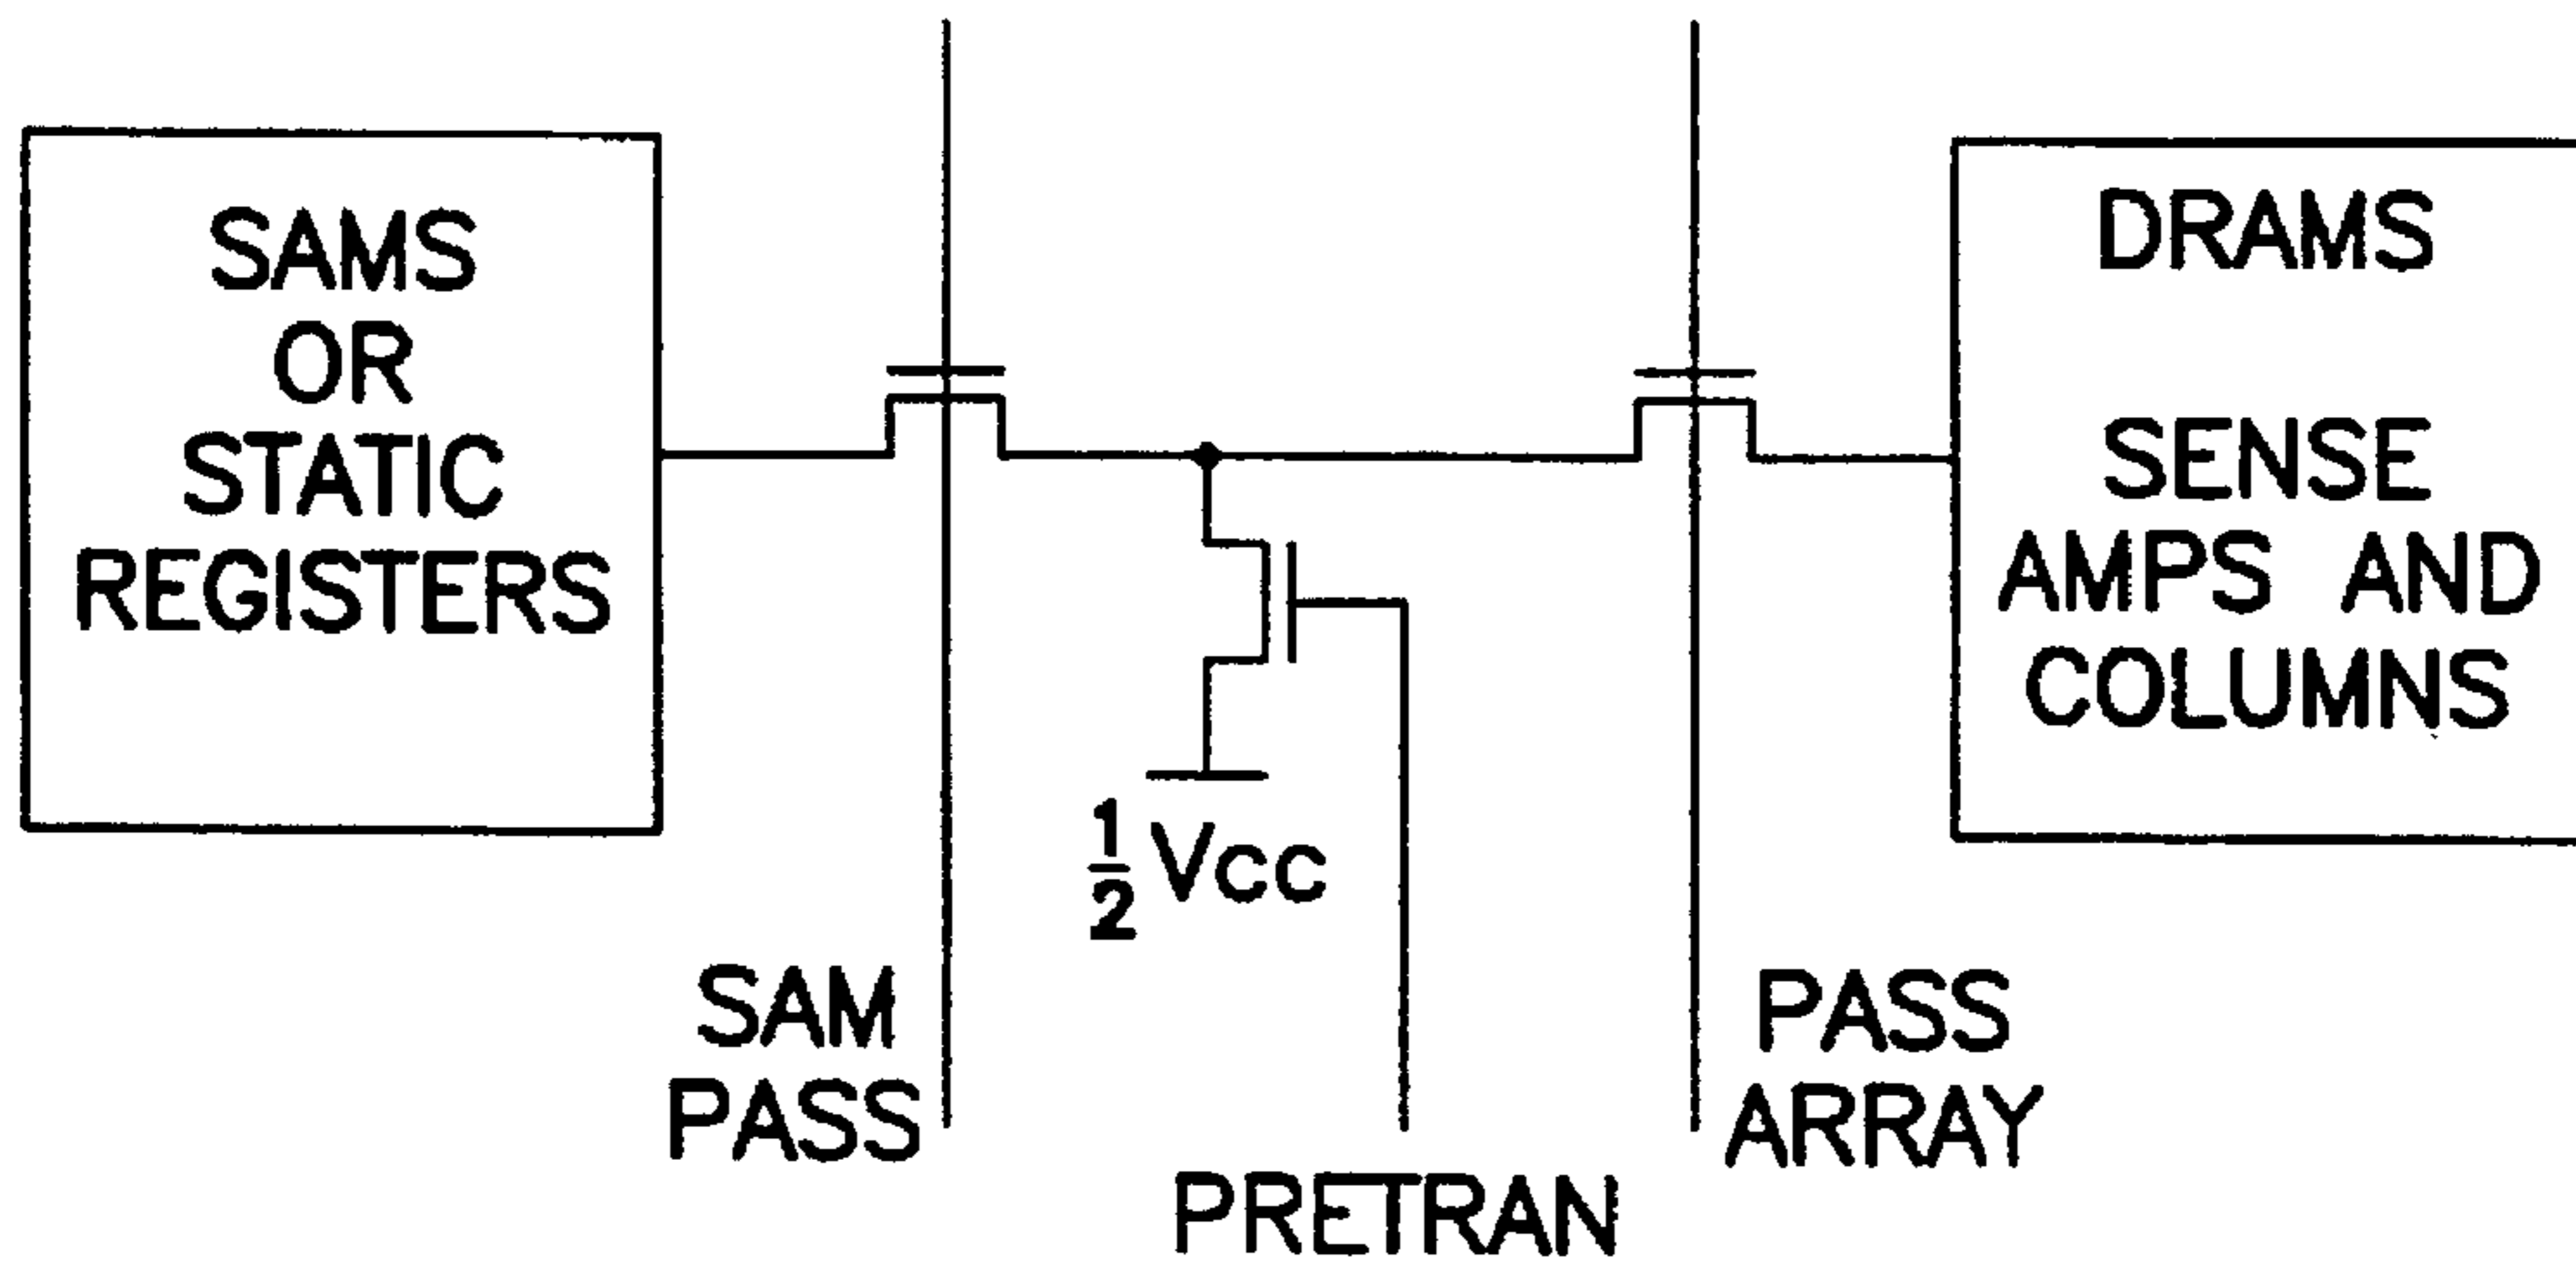 SAMS
OR
STATIC
REGISTERS
DRAMS
SENSE
AMPS AND
COLUMNS
1/2 VCC
SAM
PASS
PRETRAN
PASS
ARRAY